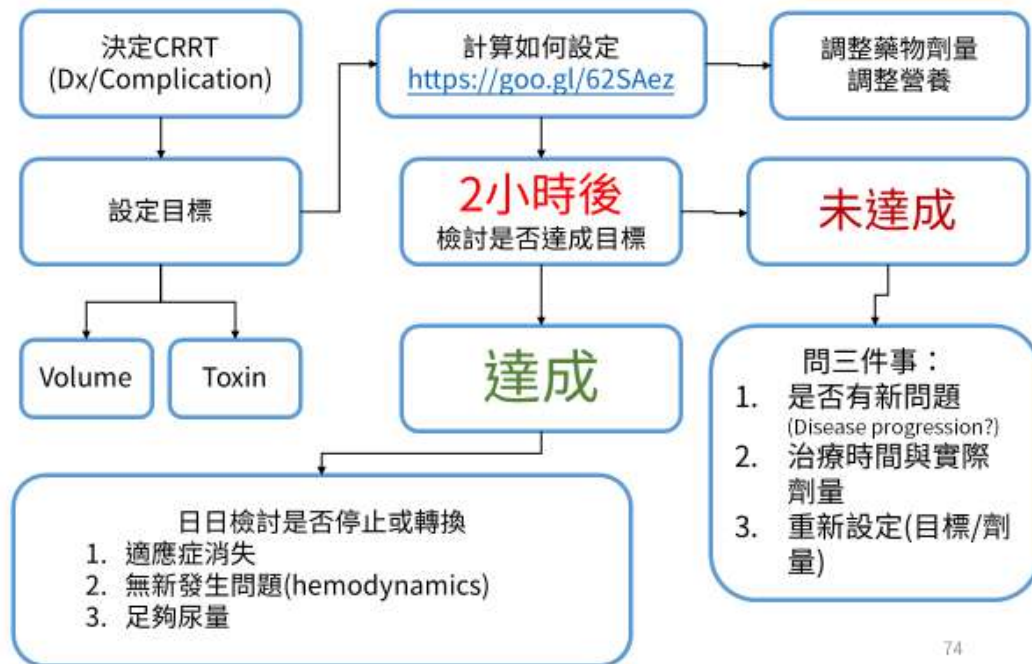 決定CRRT
(Dx/Complication)
計算如何設定
https://goo.gl/62SAez
調整藥物劑量
調整營養
設定目標
2小時後
檢討是否達成目標
未達成
Volume
Toxin
達成
問三件事：
1. 是否有新問題
(Disease progression?)
2. 治療時間與實際
劑量
3. 重新設定(目標/劑
量)
日日檢討是否停止或轉換
1. 適應症消失
2. 無新發生問題(hemodynamics)
3. 足夠尿量
74